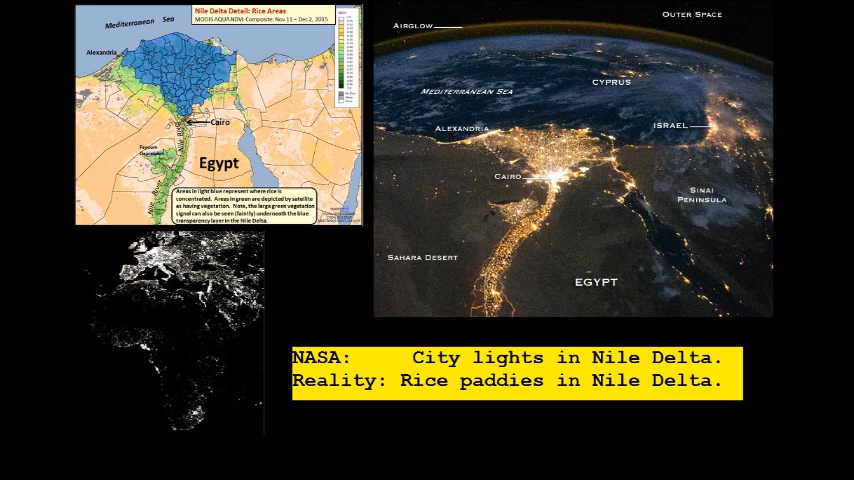 Nile Delta Detail: Rice Areas
MODIS AQUA NDVI Composite: Nov 11 – Dec 2, 2015
Mediterranean Sea
Alexandria
Cairo
Nile River
Fayoum
Depression
Egypt
Areas in light blue represent where rice is
concentrated. Areas in green are depicted by satellite
as having vegetation. Note, the large green vegetation
signal can also be seen (faintly) underneath the blue
transparency layer in the Nile Delta.
OUTER SPACE
AIRGLOW
CYPRUS
MEDITERRANEAN SEA
ISRAEL
ALEXANDRIA
CAIRO
SINAI
PENINSULA
SAHARA DESERT
EGYPT
NASA: City lights in Nile Delta.
Reality: Rice paddies in Nile Delta.